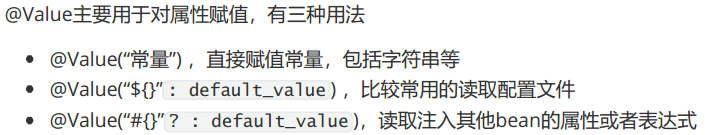 @Value主要用于对属性赋值，有三种用法
@Value(“常量”) ，直接赋值常量，包括字符串等
@Value(“${}” : default_value) ，比较常用的读取配置文件
@Value(“#{}” ? : default_value)，读取注入其他bean的属性或者表达式